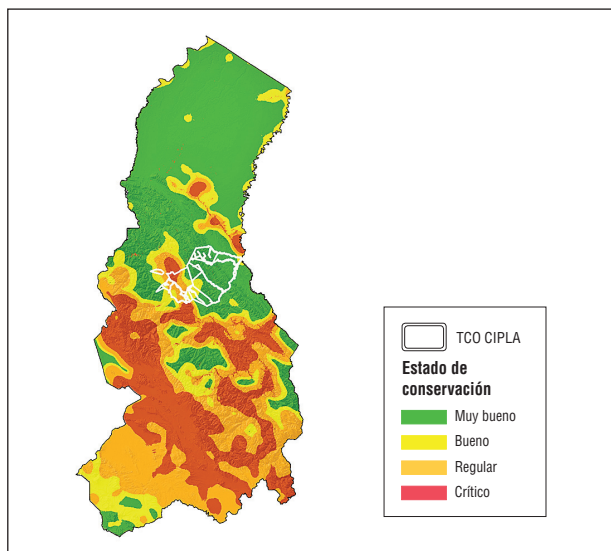 TCO CIPLA
Estado de
conservación
Muy bueno
Bueno
Regular
Crítico